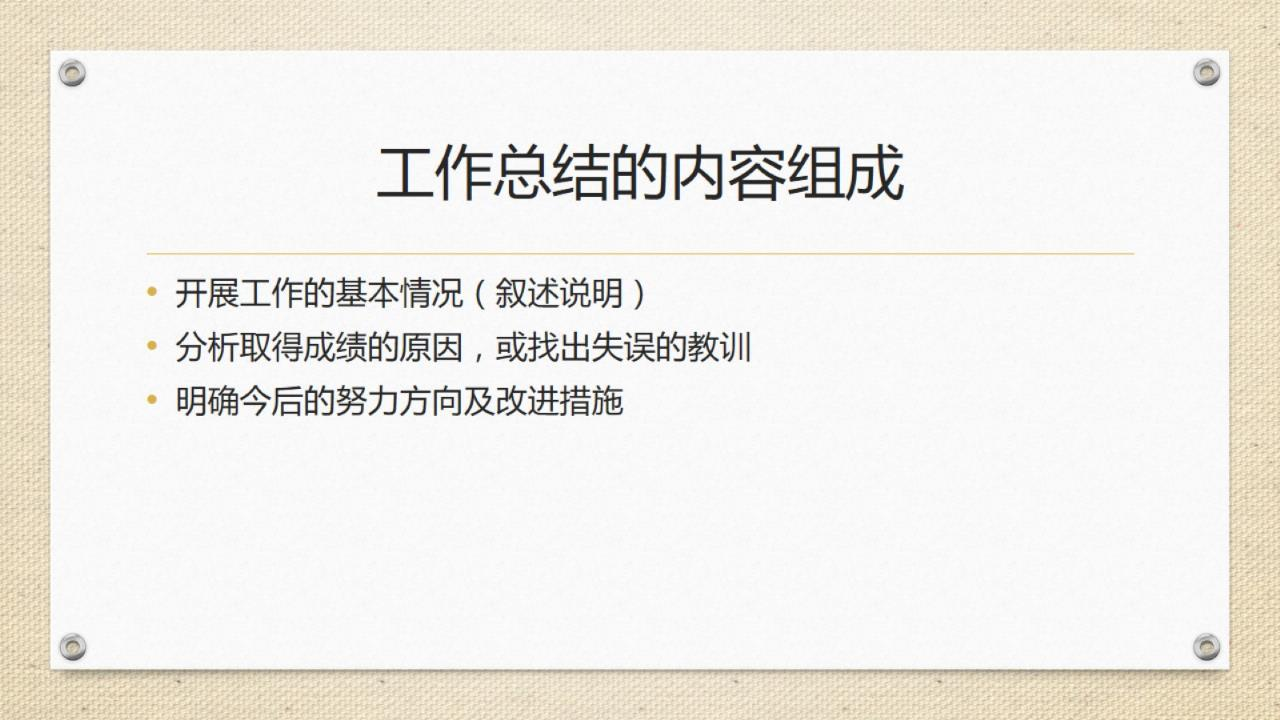 工作总结的内容组成
• 开展工作的基本情况（叙述说明）
• 分析取得成绩的原因，或找出失误的教训
• 明确今后的努力方向及改进措施